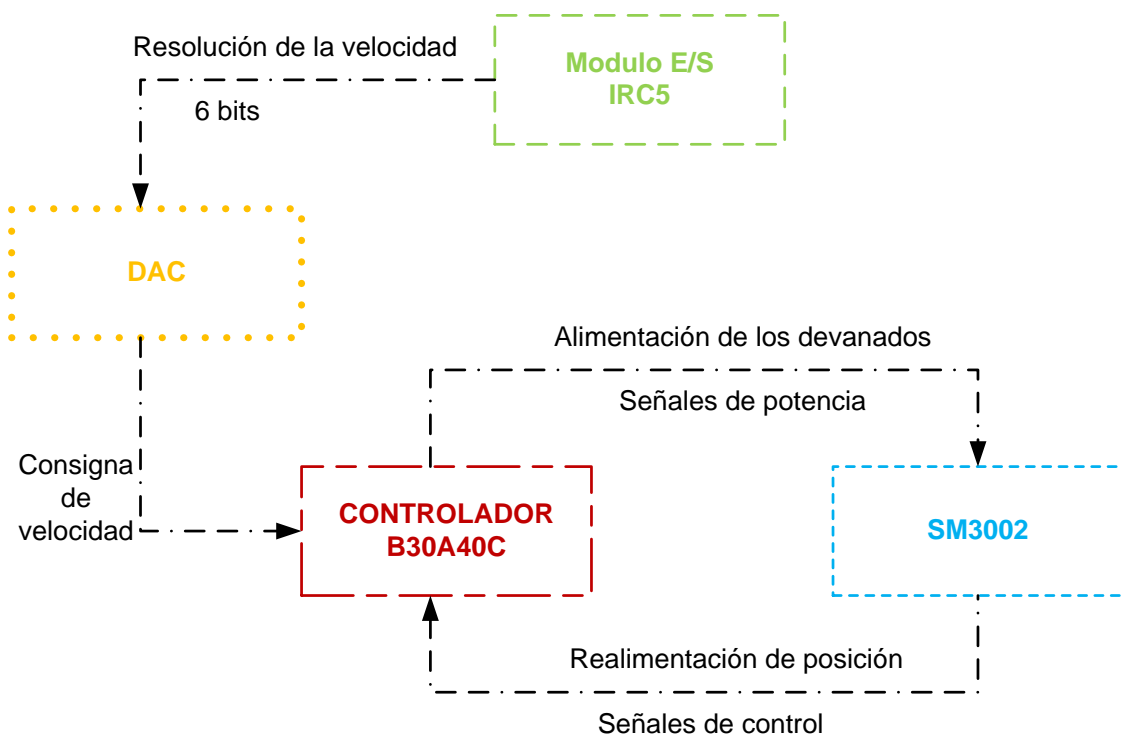 Resolución de la velocidad
6 bits
Modulo E/S
IRC5
DAC
Alimentación de los devanados
Señales de potencia
Consigna
de
velocidad
CONTROLADOR
B30A40C
SM3002
Realimentación de posición
Señales de control